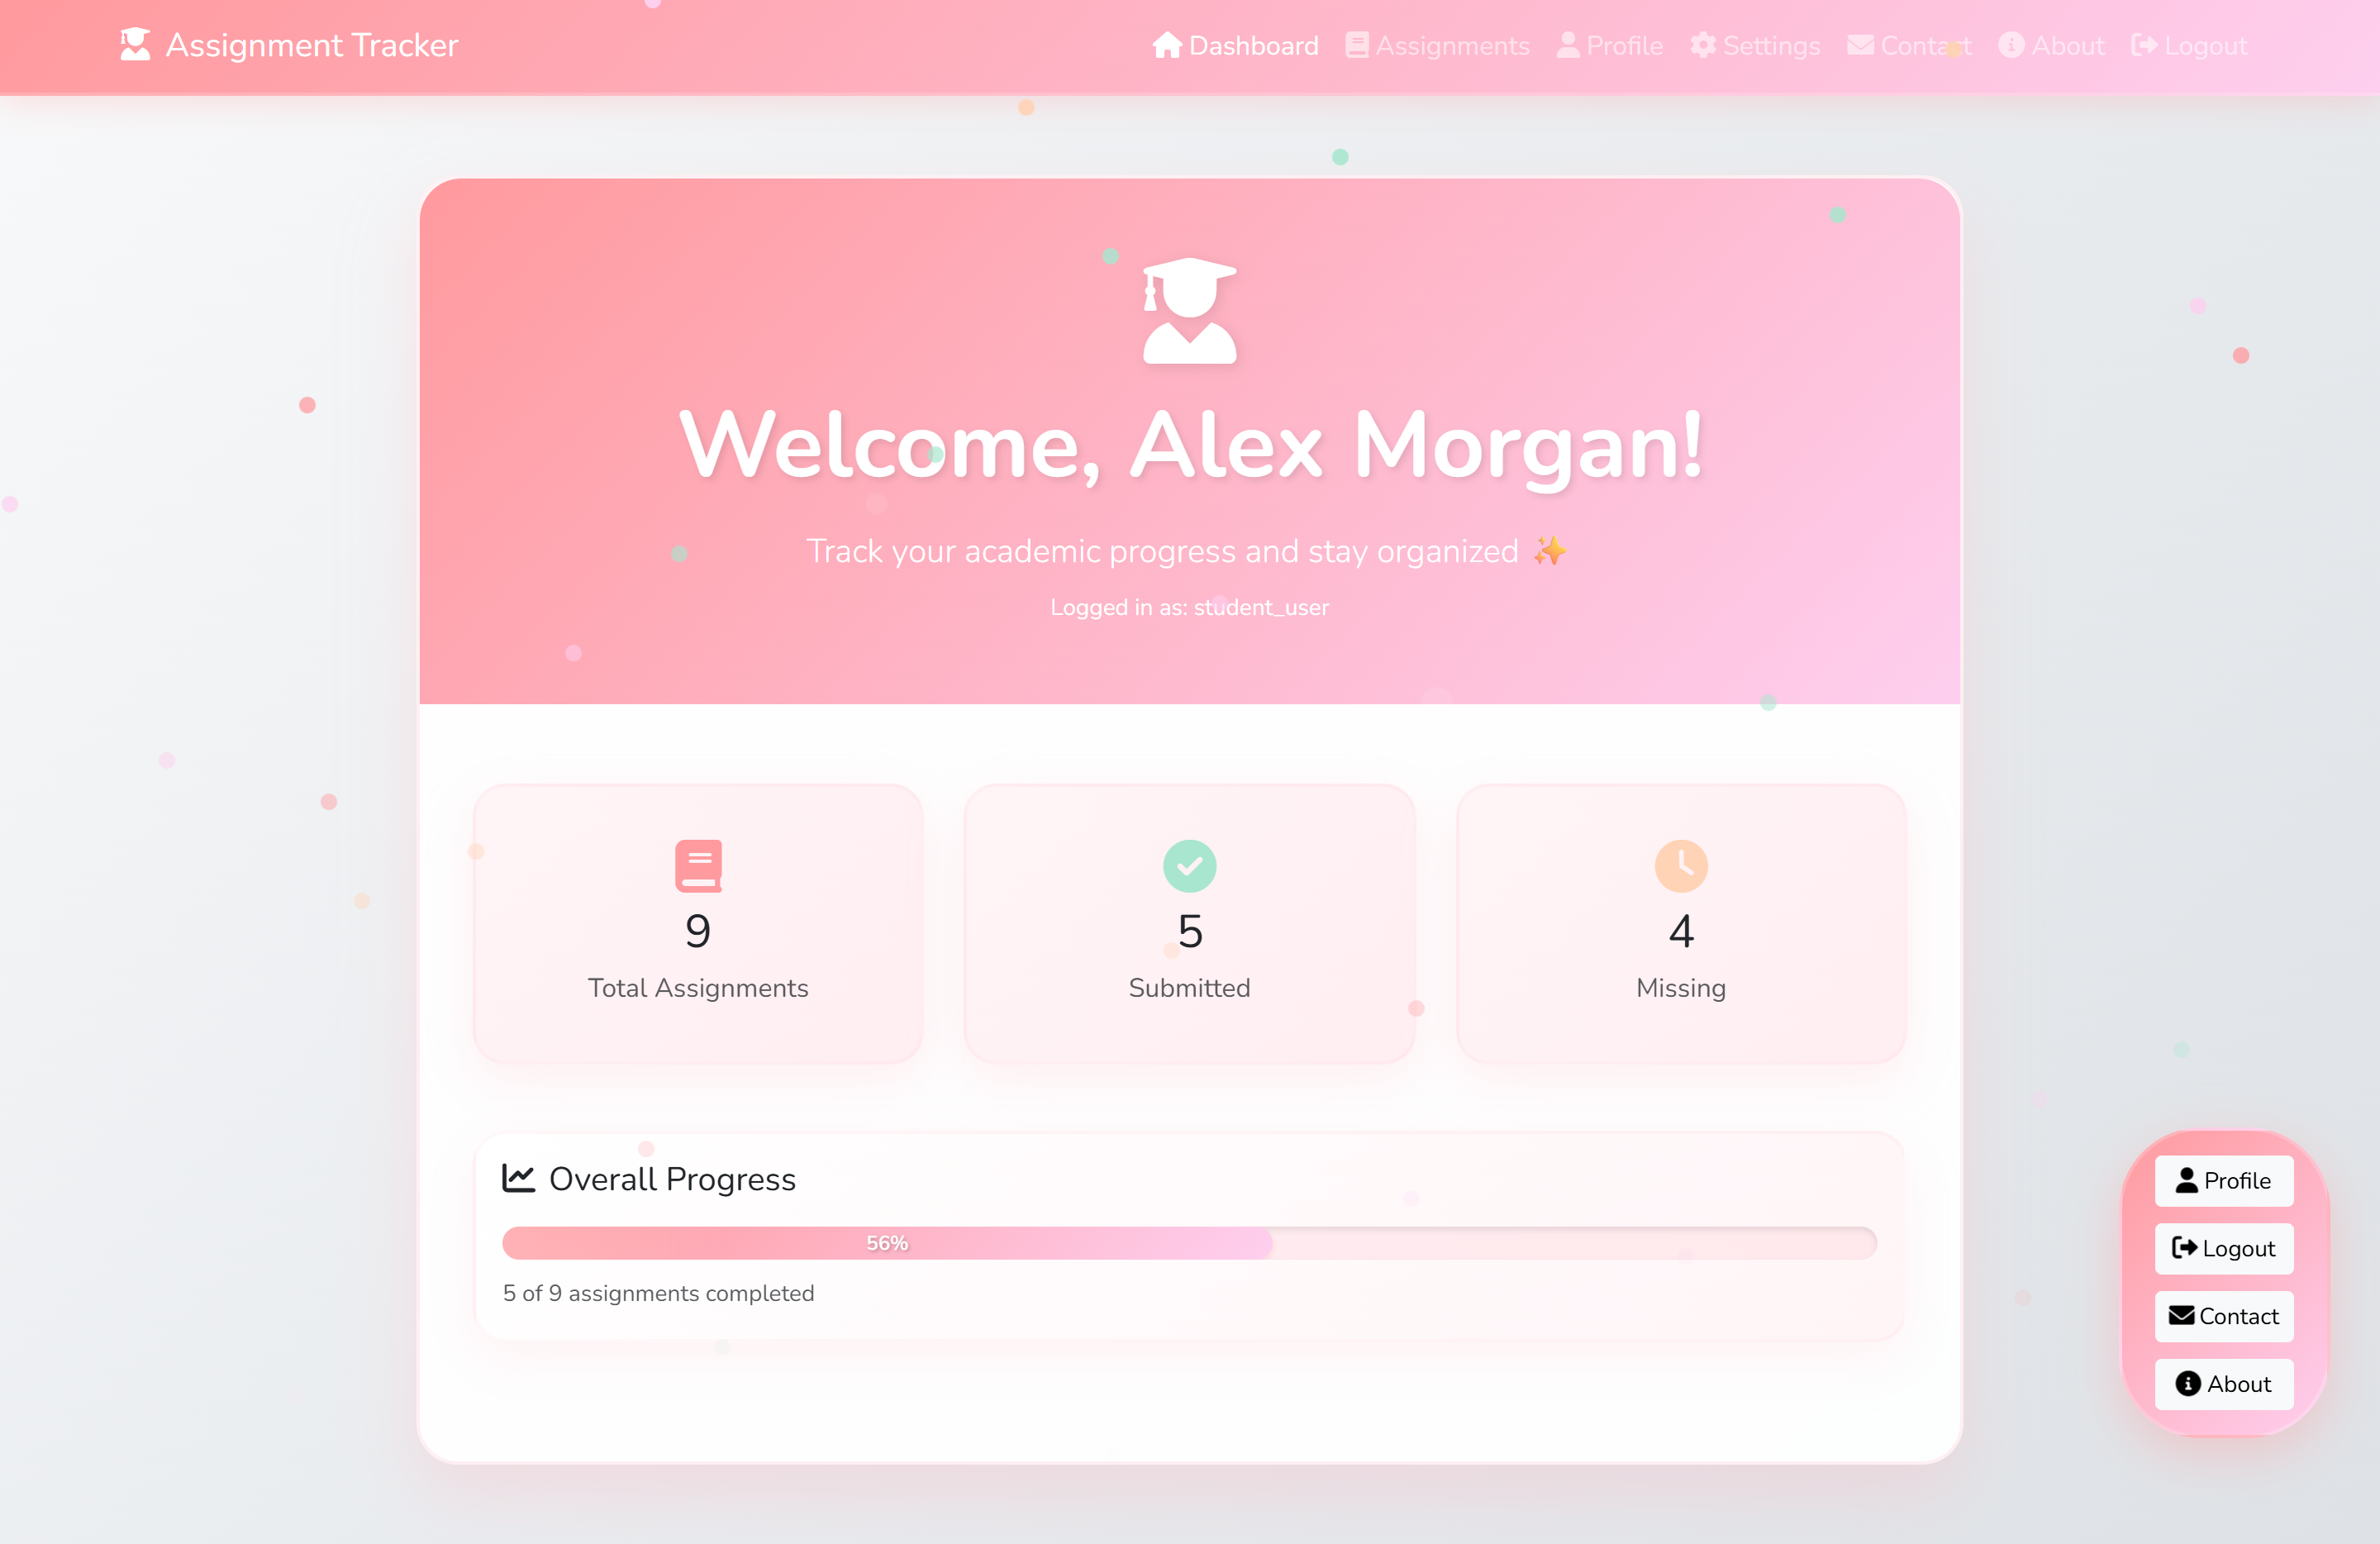 Assignment Tracker
Dashboard Assignments Profile Settings Contact About Logout
Welcome, Alex Morgan!
Track your academic progress and stay organized ✨
Logged in as: student_user
9
Total Assignments
5
Submitted
4
Missing
Overall Progress
56%
5 of 9 assignments completed
Profile
Logout
Contact
About